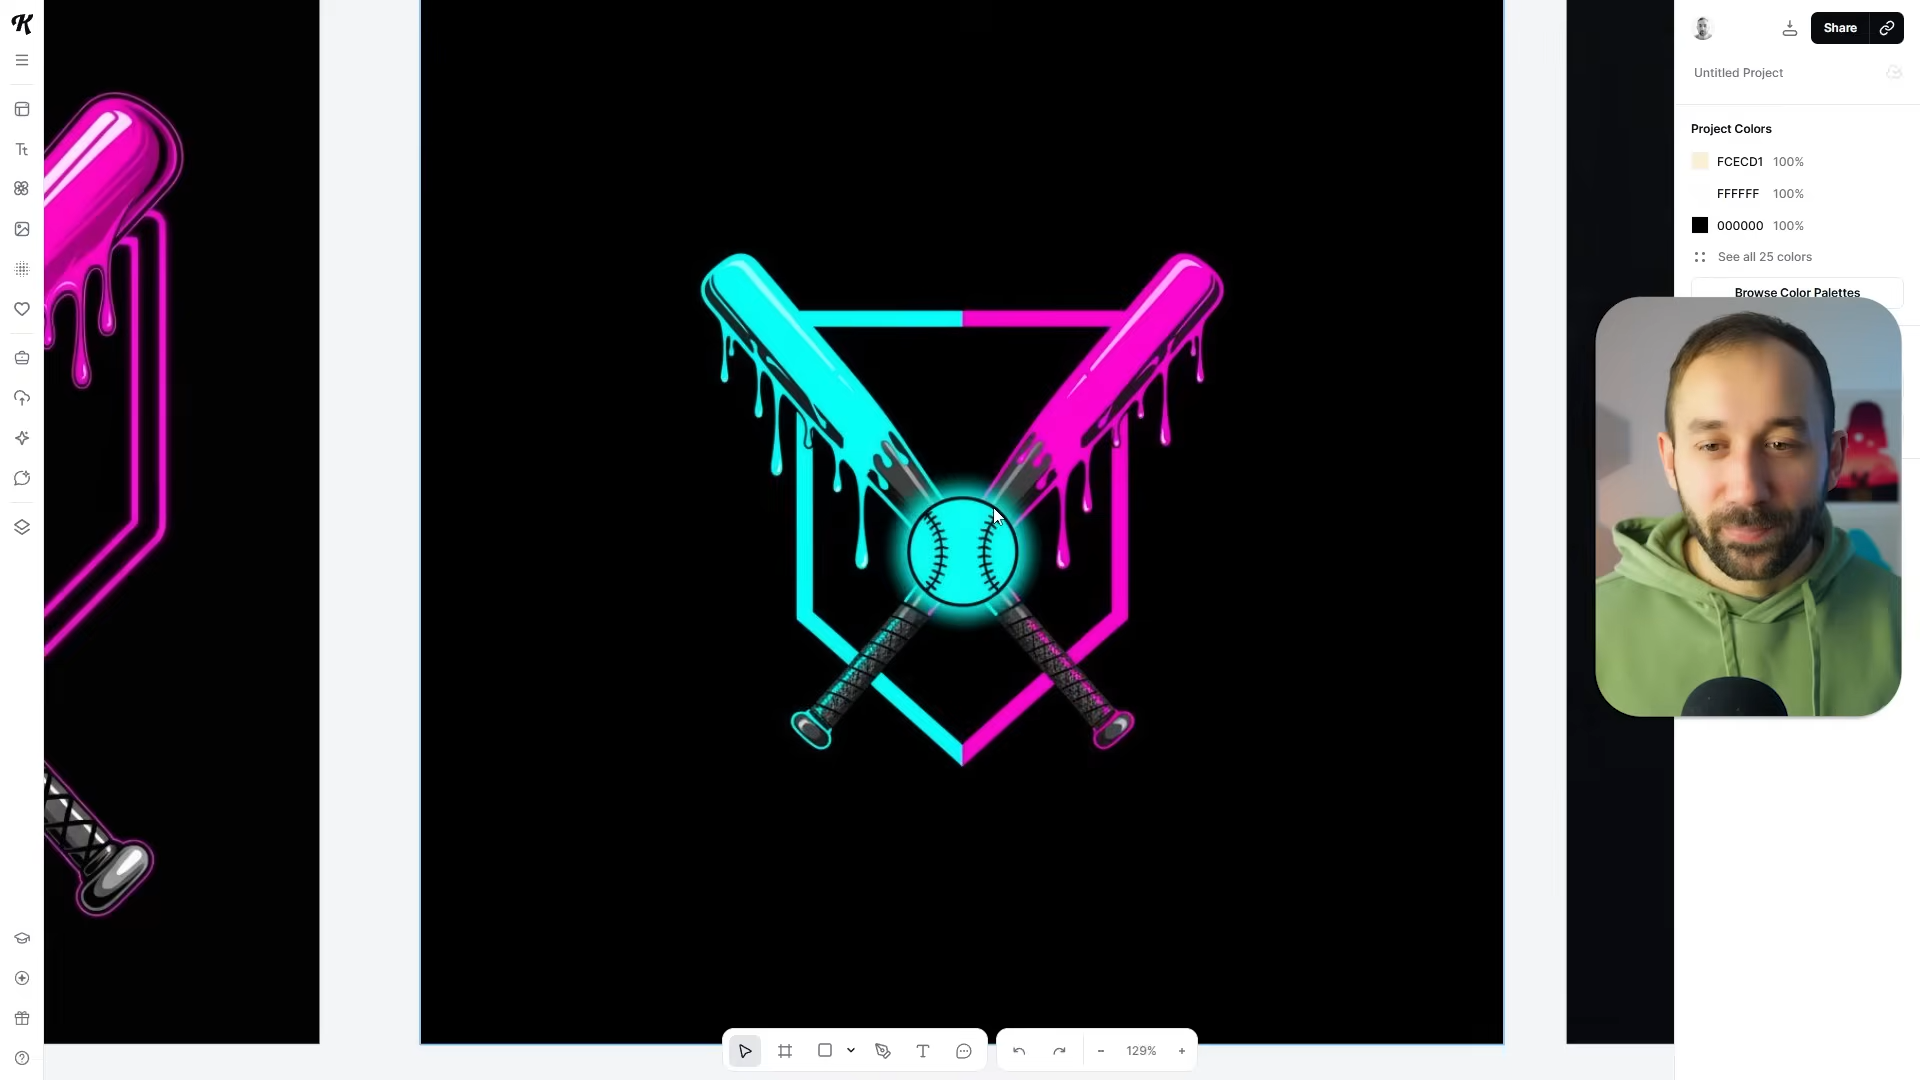 K
Share
Untitled Project
Project Colors
FCECD1 100%
FFFFFF 100%
000000 100%
See all 25 colors
Browse Color Palettes
Tt
129%